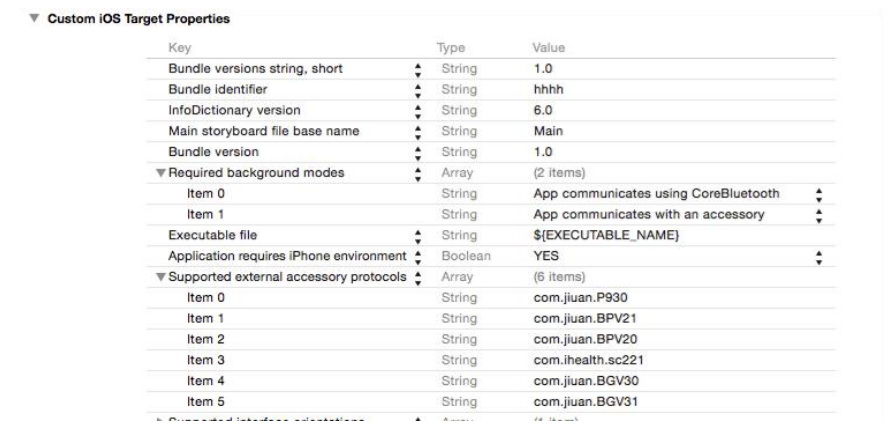 Custom iOS Target Properties
Key Type Value
Bundle versions string, short String 1.0
Bundle identifier String hhhh
InfoDictionary version String 6.0
Main storyboard file base name String Main
Bundle version String 1.0
Required background modes Array (2 items)
Item 0 String App communicates using CoreBluetooth
Item 1 String App communicates with an accessory
Executable file String ${EXECUTABLE_NAME}
Application requires iPhone environment Boolean YES
Supported external accessory protocols Array (6 items)
Item 0 String com.jiuan.P930
Item 1 String com.jiuan.BPV21
Item 2 String com.jiuan.BPV20
Item 3 String com.ihealth.sc221
Item 4 String com.jiuan.BGV30
Item 5 String com.jiuan.BGV31
Supported interface orientations Array